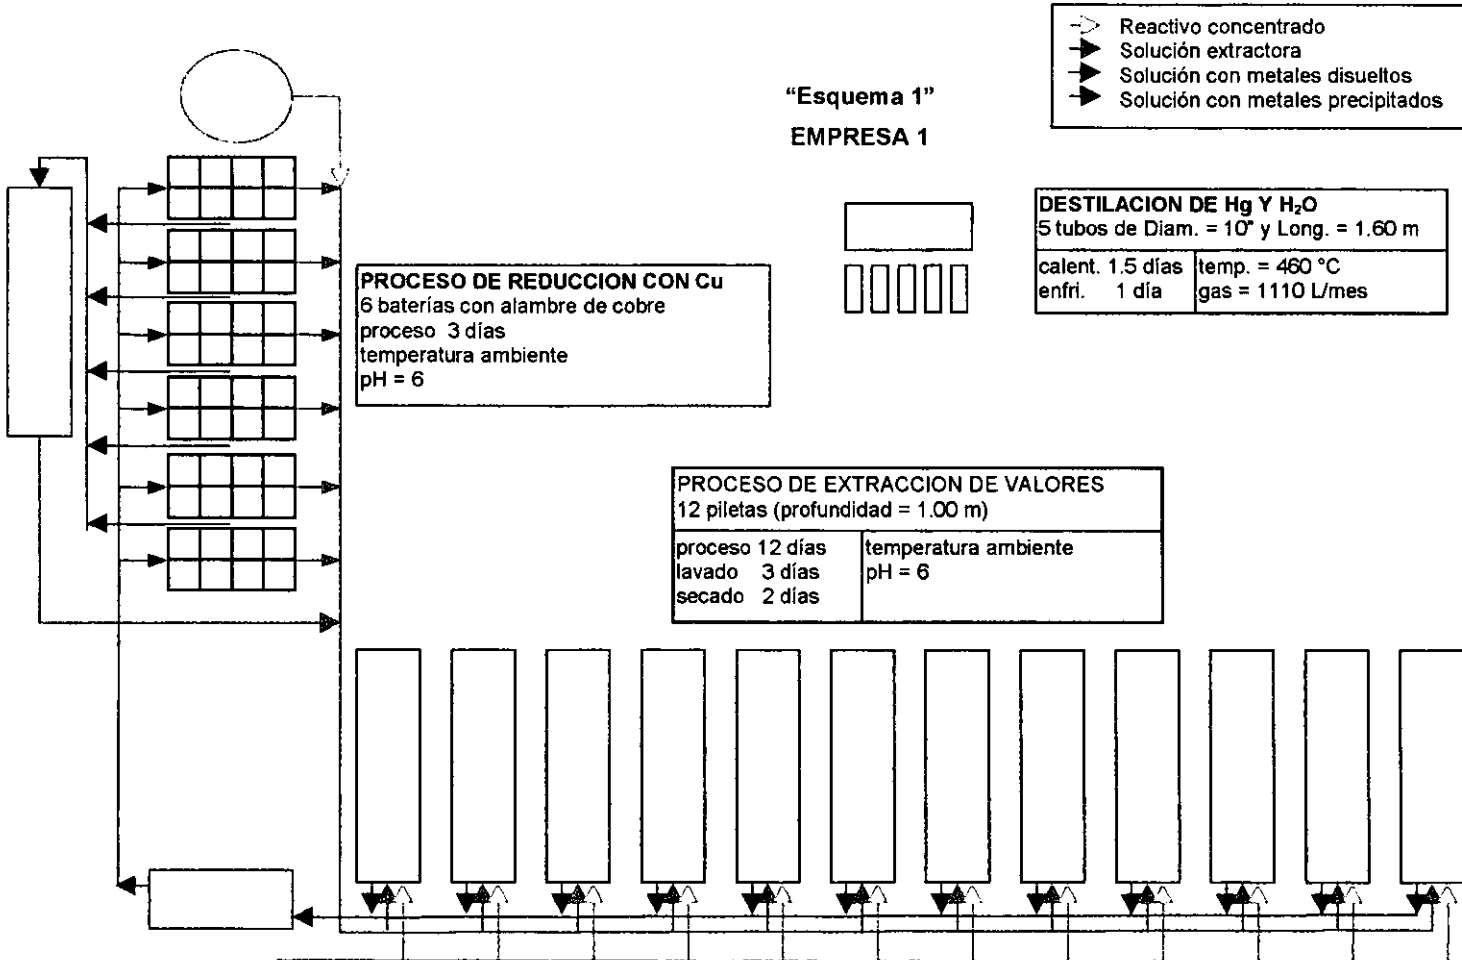 Reactivo concentrado
Solución extractora
Solución con metales disueltos
Solución con metales precipitados
"Esquema 1"
EMPRESA 1
DESTILACION DE Hg Y H₂O
5 tubos de Diam. = 10" y Long. = 1.60 m
calent. 1.5 días
enfri. 1 día
temp. = 460 °C
gas = 1110 L/mes
PROCESO DE REDUCCION CON Cu
6 baterías con alambre de cobre
proceso 3 días
temperatura ambiente
pH = 6
PROCESO DE EXTRACCION DE VALORES
12 piletas (profundidad = 1.00 m)
proceso 12 días
lavado 3 días
secado 2 días
temperatura ambiente
pH = 6